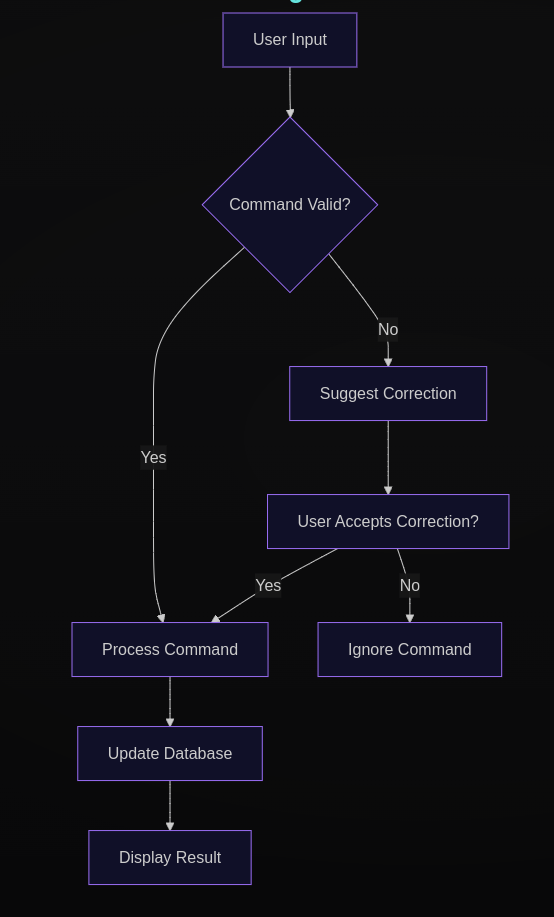 User Input
Command Valid?
No
Suggest Correction
Yes
User Accepts Correction?
Yes
No
Process Command
Ignore Command
Update Database
Display Result